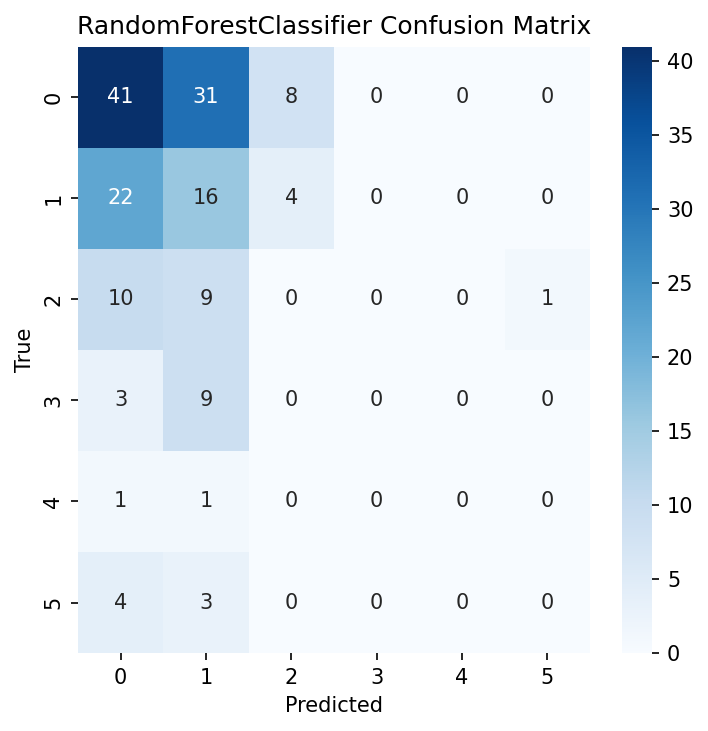 RandomForestClassifier Confusion Matrix
0 41 31 8 0 0 0
1 22 16 4 0 0 0
2 10 9 0 0 0 1
3 3 9 0 0 0 0
4 1 1 0 0 0 0
5 4 3 0 0 0 0
True
0 1 2 3 4 5
Predicted
40
35
30
25
20
15
10
5
0